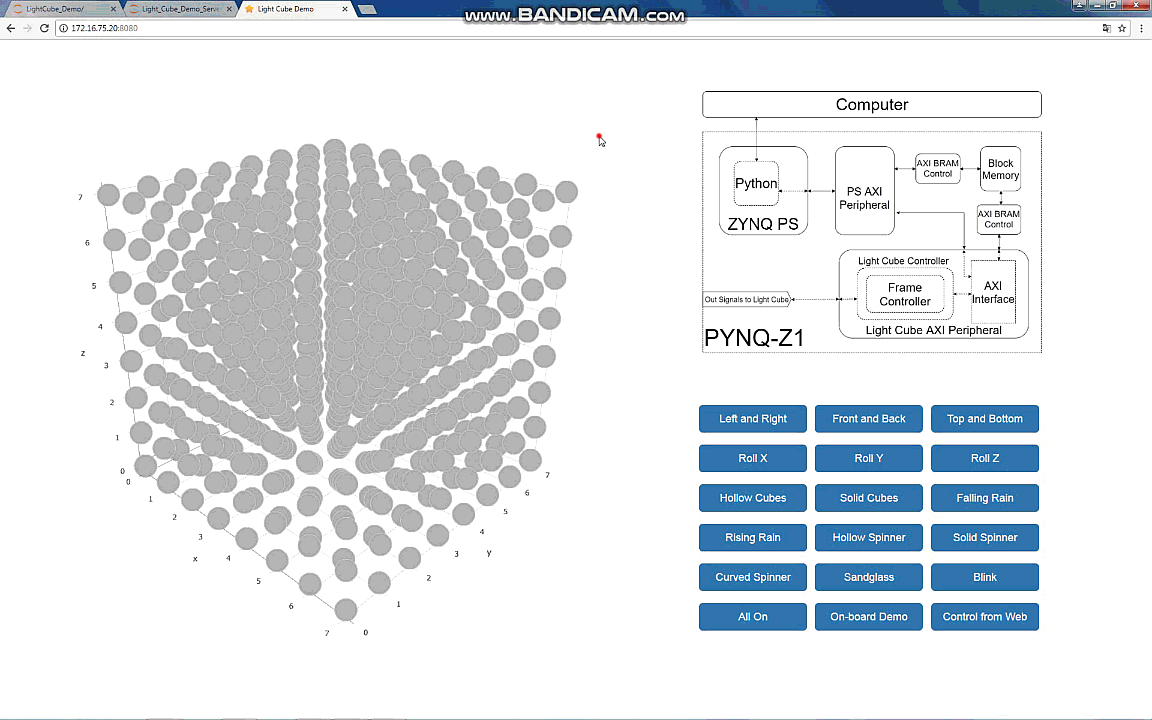 LightCube_Demo/
Light_Cube_Demo_Serve
Light Cube Demo
www.BANDICAM.com
172.16.75.20:8080
Computer
Python
ZYNQ PS
PS AXI
Peripheral
AXI BRAM
Control
Block
Memory
AXI BRAM
Control
Light Cube Controller
Frame
Controller
AXI
Interface
Out Signals to Light Cube
Light Cube AXI Peripheral
PYNQ-Z1
7
6
5
4
z
3
2
1
0
0
1
2
3
x
4
5
6
7
0
1
2
3
y
4
5
6
7
Left and Right
Front and Back
Top and Bottom
Roll X
Roll Y
Roll Z
Hollow Cubes
Solid Cubes
Falling Rain
Rising Rain
Hollow Spinner
Solid Spinner
Curved Spinner
Sandglass
Blink
All On
On-board Demo
Control from Web